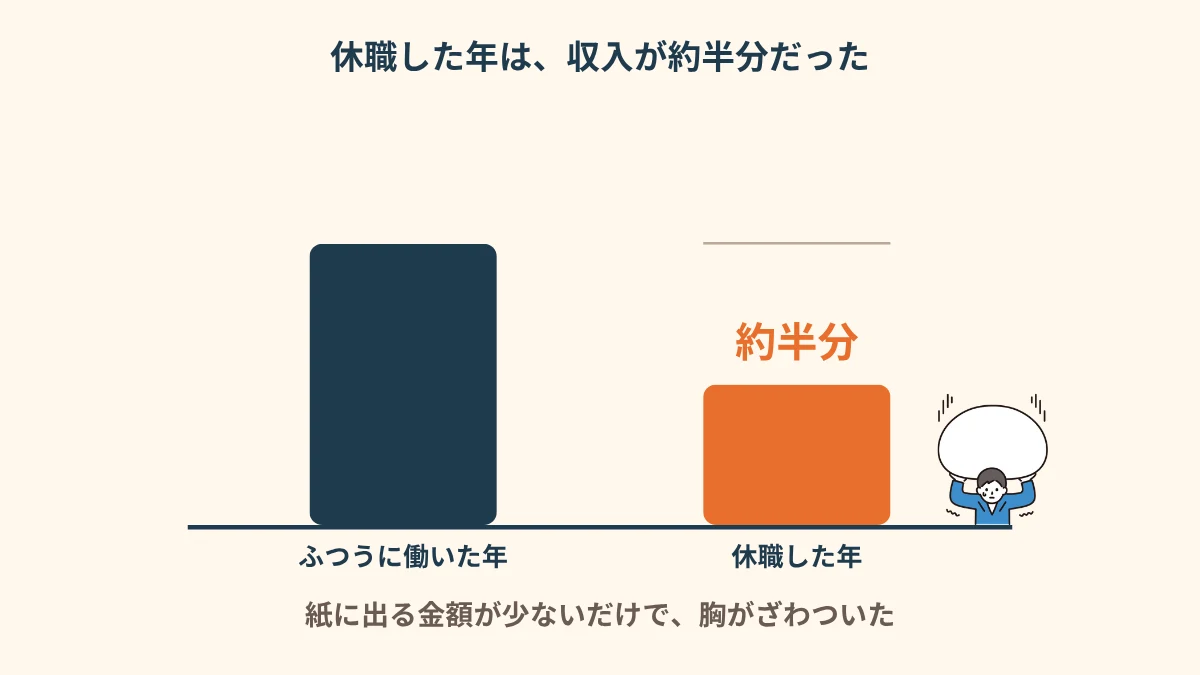 休職した年は、収入が約半分だった
約半分
ふつうに働いた年
休職した年
紙に出る金額が少ないだけで、胸がざわついた